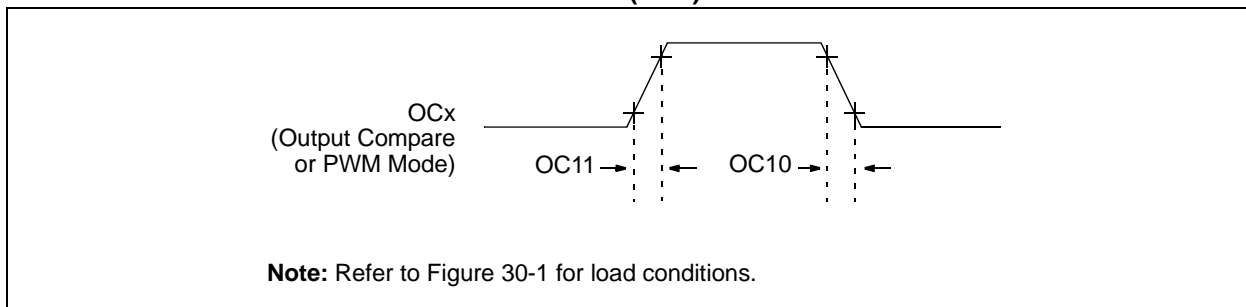 OCx
(Output Compare
or PWM Mode)
OC11
OC10
Note: Refer to Figure 30-1 for load conditions.